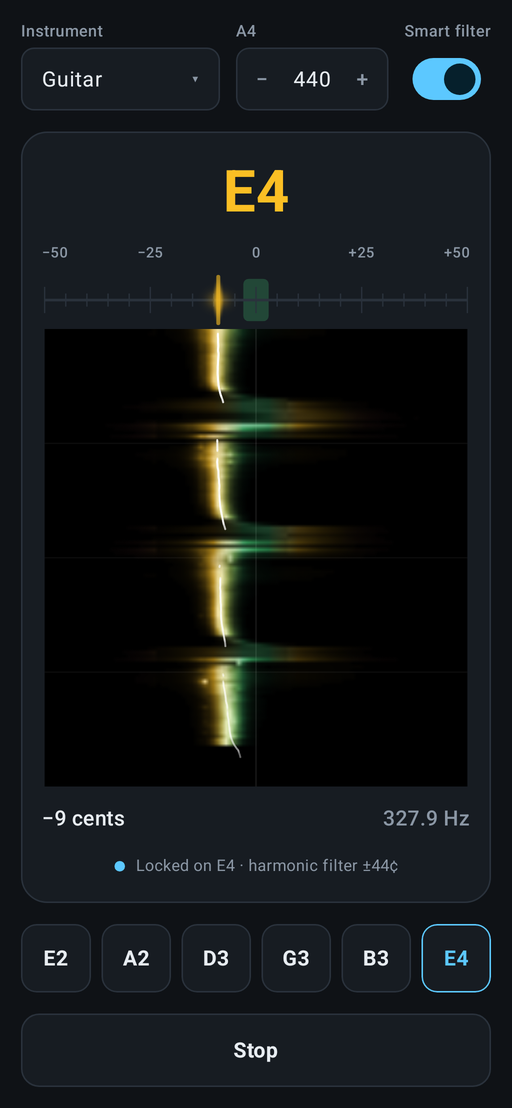 Instrument A4 Smart filter
Guitar ▾ − 440 +
E4
−50 −25 0 +25 +50
−9 cents 327.9 Hz
Locked on E4 · harmonic filter ±44¢
E2 A2 D3 G3 B3 E4
Stop